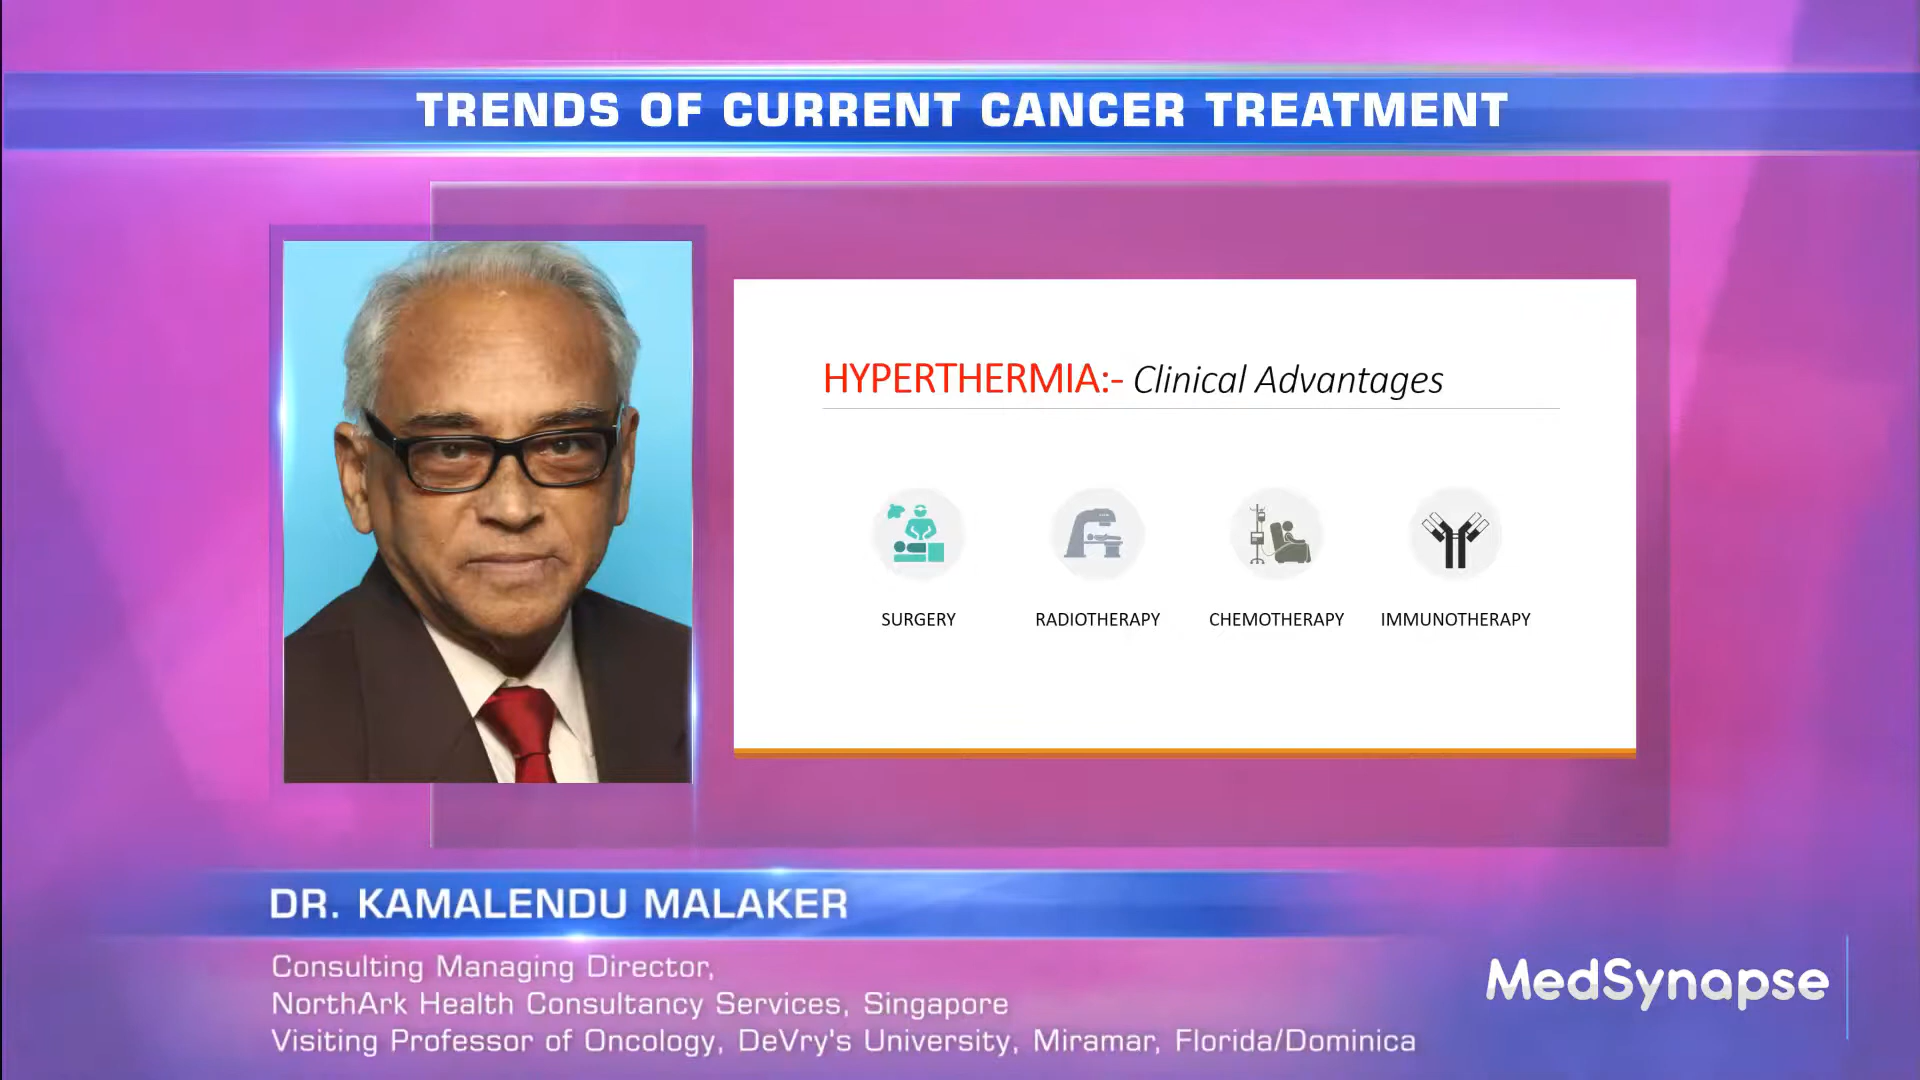 TRENDS OF CURRENT CANCER TREATMENT
HYPERTHERMIA:- Clinical Advantages
SURGERY
RADIOTHERAPY
CHEMOTHERAPY
IMMUNOTHERAPY
DR. KAMALENDU MALAKER
Consulting Managing Director,
NorthArk Health Consultancy Services, Singapore
Visiting Professor of Oncology, DeVry's University, Miramar, Florida/Dominica
MedSynapse